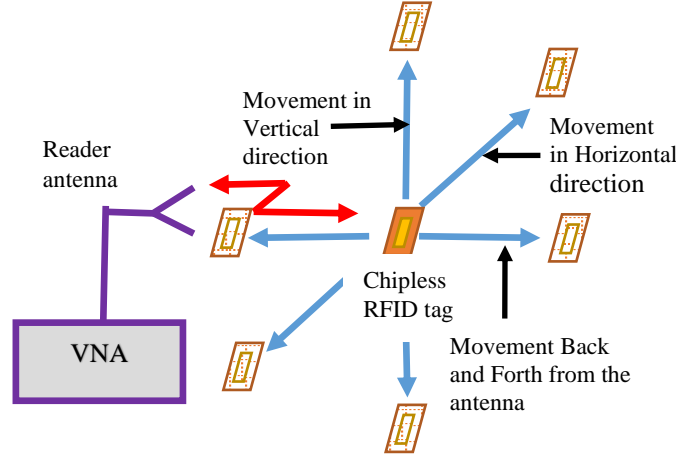 Movement in
Vertical
direction
Reader
antenna
Movement
in Horizontal
direction
Chipless
RFID tag
VNA
Movement Back
and Forth from the
antenna